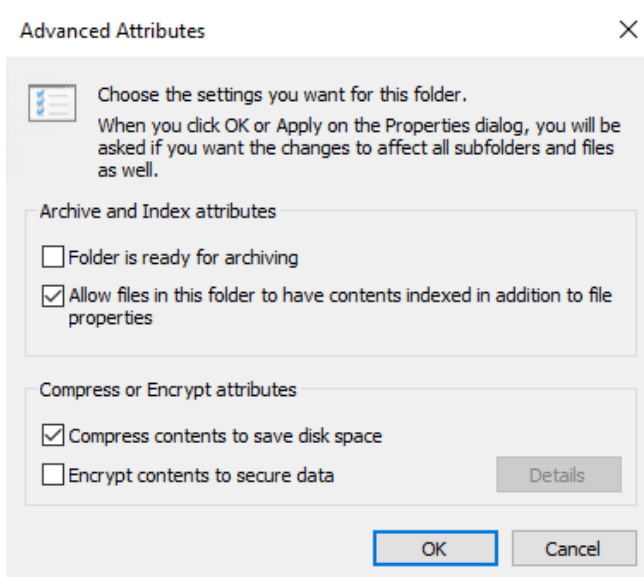 Advanced Attributes
Choose the settings you want for this folder.
When you click OK or Apply on the Properties dialog, you will be
asked if you want the changes to affect all subfolders and files
as well.
Archive and Index attributes
Folder is ready for archiving
Allow files in this folder to have contents indexed in addition to file
properties
Compress or Encrypt attributes
Compress contents to save disk space
Encrypt contents to secure data
Details
OK
Cancel